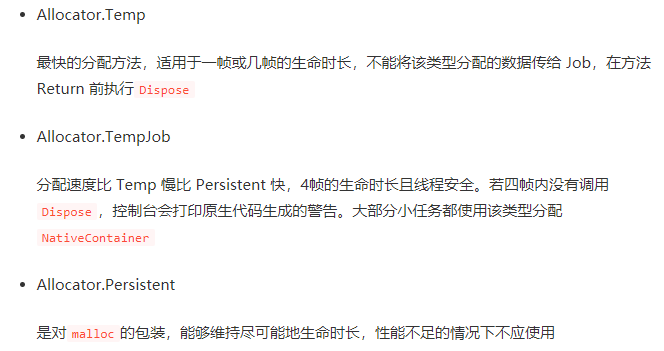 Allocator.Temp
最快的分配方法，适用于一帧或几帧的生命时长，不能将该类型分配的数据传给 Job，在方法
Return 前执行 Dispose
Allocator.TempJob
分配速度比 Temp 慢比 Persistent 快，4帧的生命时长且线程安全。若四帧内没有调用
Dispose ，控制台会打印原生代码生成的警告。大部分小任务都使用该类型分配
NativeContainer
Allocator.Persistent
是对 malloc 的包装，能够维持尽可能地生命时长，性能不足的情况下不应使用